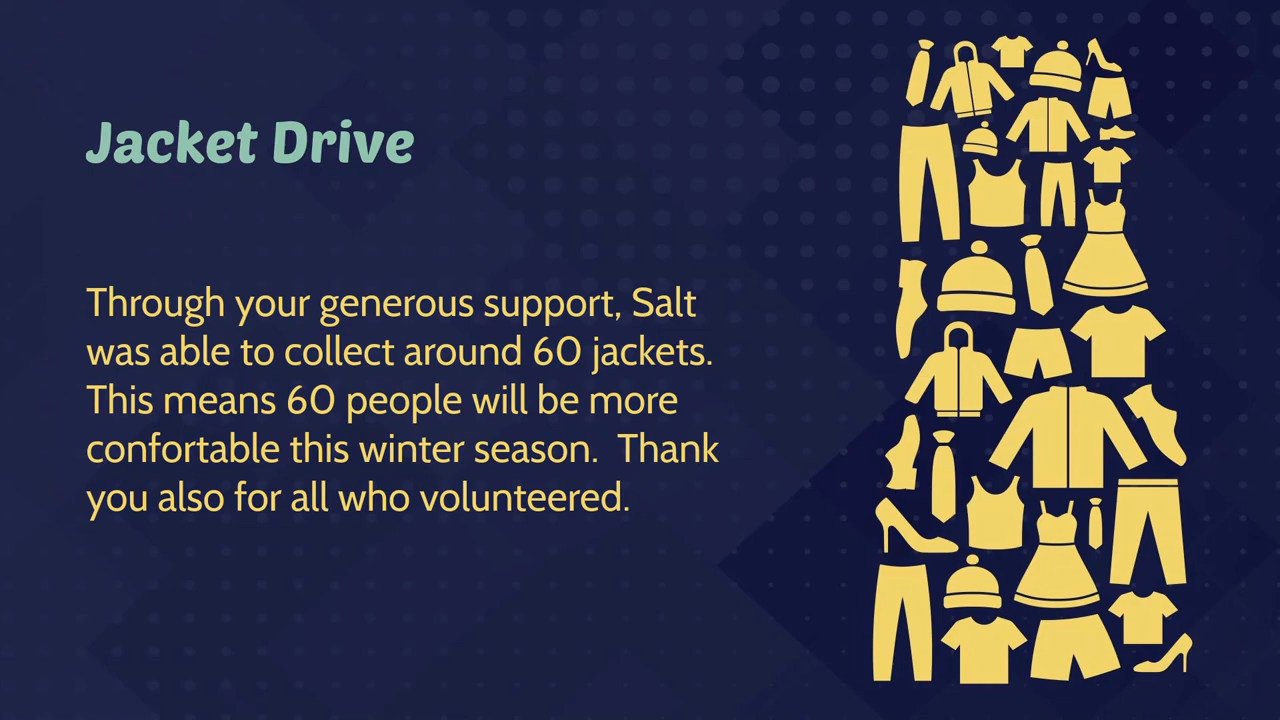 Jacket Drive
Through your generous support, Salt
was able to collect around 60 jackets.
This means 60 people will be more
confortable this winter season.  Thank
you also for all who volunteered.